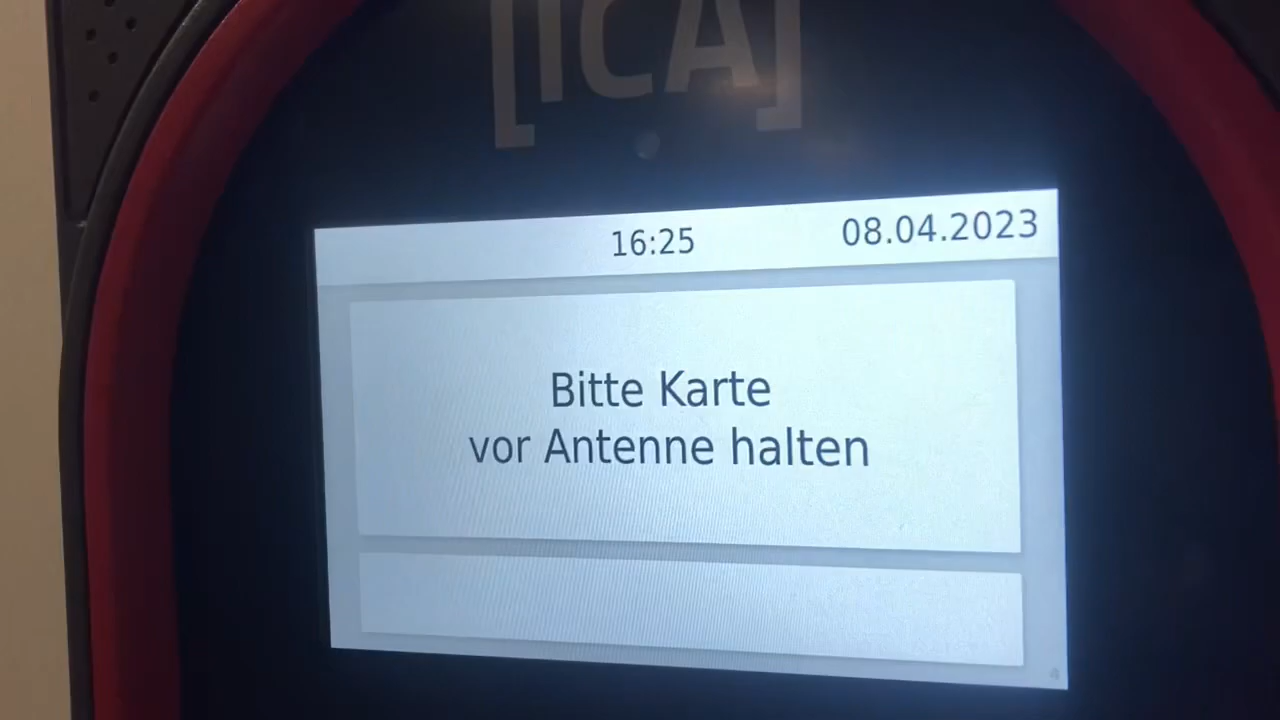 [ICA]
16:25
08.04.2023
Bitte Karte
vor Antenne halten